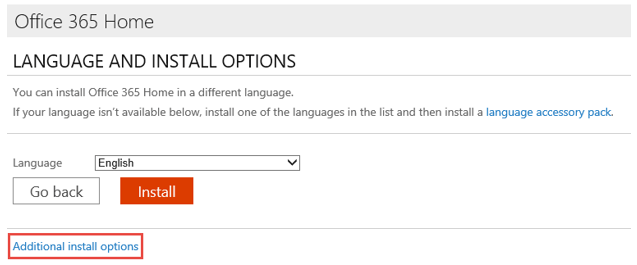 Office 365 Home
LANGUAGE AND INSTALL OPTIONS
You can install Office 365 Home in a different language.
If your language isn't available below, install one of the languages in the list and then install a language accessory pack.
Language English
Go back Install
Additional install options